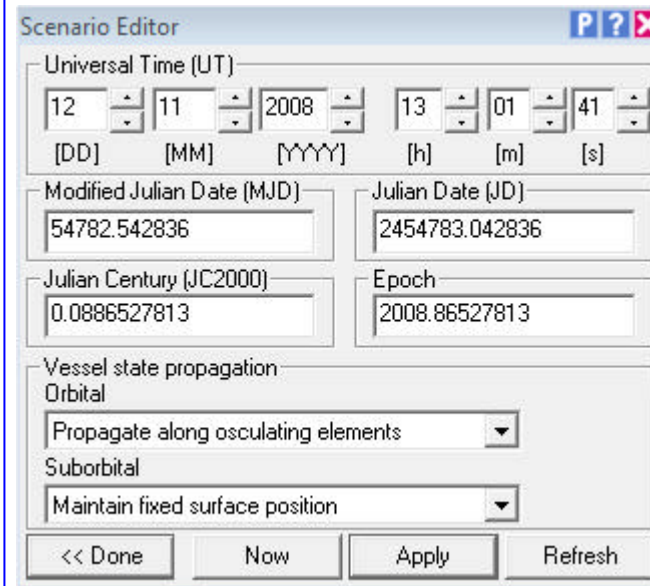 Scenario Editor P ?
Universal Time (UT)
12 11 2008 13 01 41
[DD] [MM] [YYYY] [h] [m] [s]
Modified Julian Date (MJD) Julian Date (JD)
54782.542836 2454783.042836
Julian Century (JC2000) Epoch
0.0886527813 2008.86527813
Vessel state propagation
Orbital
Propagate along osculating elements
Suborbital
Maintain fixed surface position
<< Done Now Apply Refresh